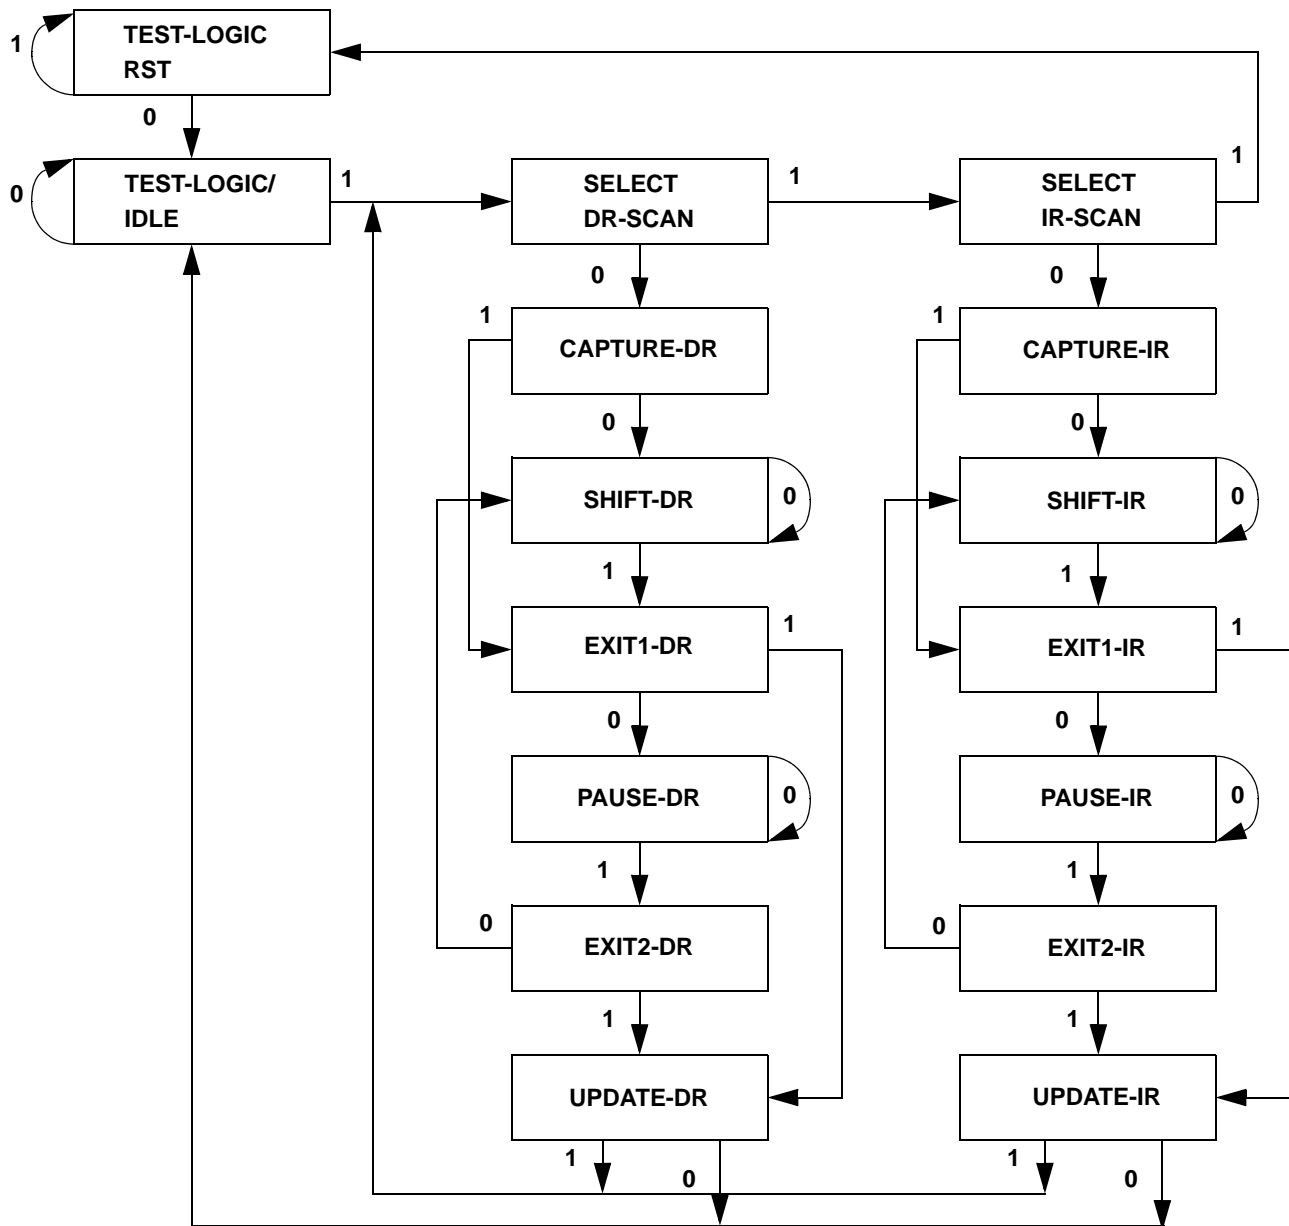 1
TEST-LOGIC
RST
0
0
TEST-LOGIC/
IDLE
1
SELECT
DR-SCAN
1
SELECT
IR-SCAN
1
0
0
1
CAPTURE-DR
1
CAPTURE-IR
0
0
SHIFT-DR
0
SHIFT-IR
0
1
1
EXIT1-DR
1
EXIT1-IR
1
0
0
PAUSE-DR
0
PAUSE-IR
0
1
1
0
EXIT2-DR
0
EXIT2-IR
1
1
UPDATE-DR
UPDATE-IR
1
0
1
0